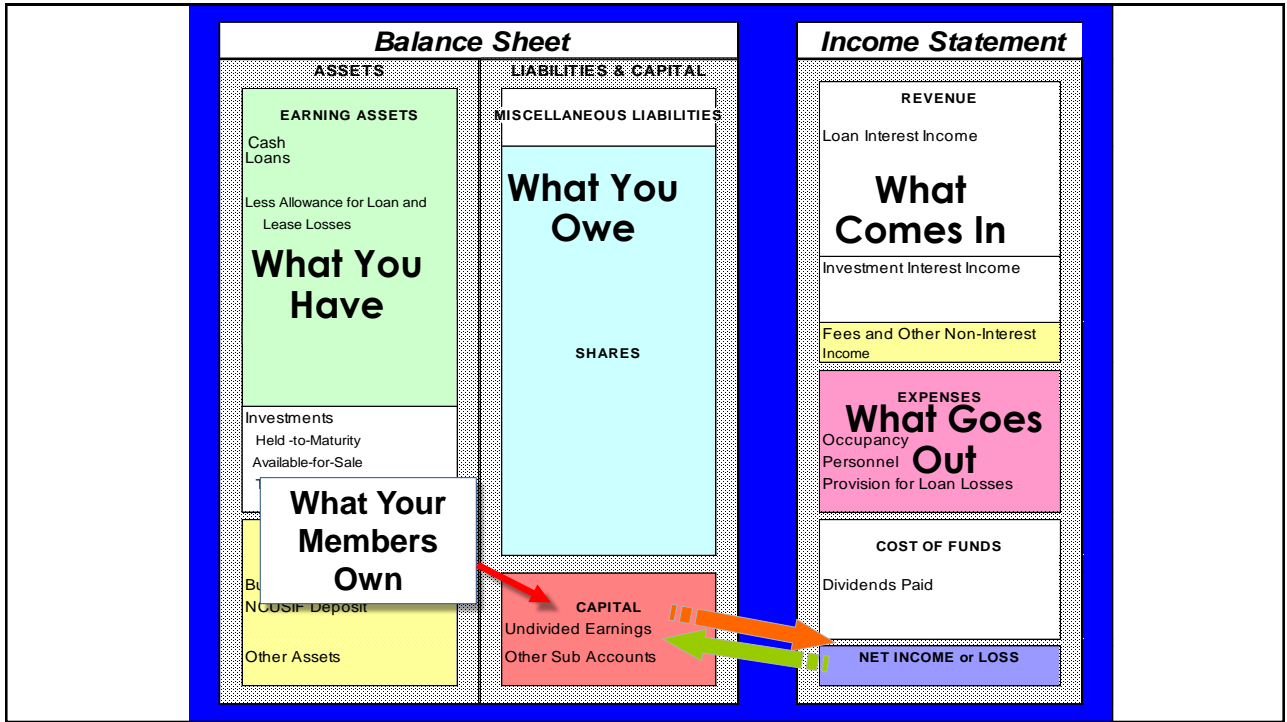 Balance Sheet
ASSETS
EARNING ASSETS
Cash
Loans
Less Allowance for Loan and
Lease Losses
What You
Have
Investments
Held -to-Maturity
Available-for-Sale
What Your
Members
Own
NCUSIF Deposit
Other Assets
LIABILITIES & CAPITAL
MISCELLANEOUS LIABILITIES
What You
Owe
SHARES
CAPITAL
Undivided Earnings
Other Sub Accounts
Income Statement
REVENUE
Loan Interest Income
What
Comes In
Investment Interest Income
Fees and Other Non-Interest
Income
EXPENSES
What Goes
Out
Occupancy
Personnel
Provision for Loan Losses
COST OF FUNDS
Dividends Paid
NET INCOME or LOSS